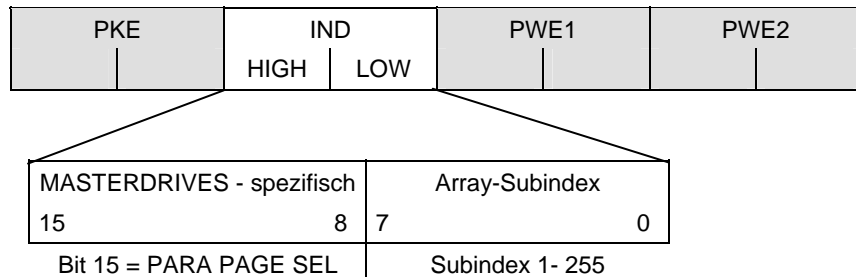 PKE IND PWE1 PWE2
HIGH LOW
MASTERDRIVES - spezifisch Array-Subindex
15 8 7 0
Bit 15 = PARA PAGE SEL Subindex 1- 255